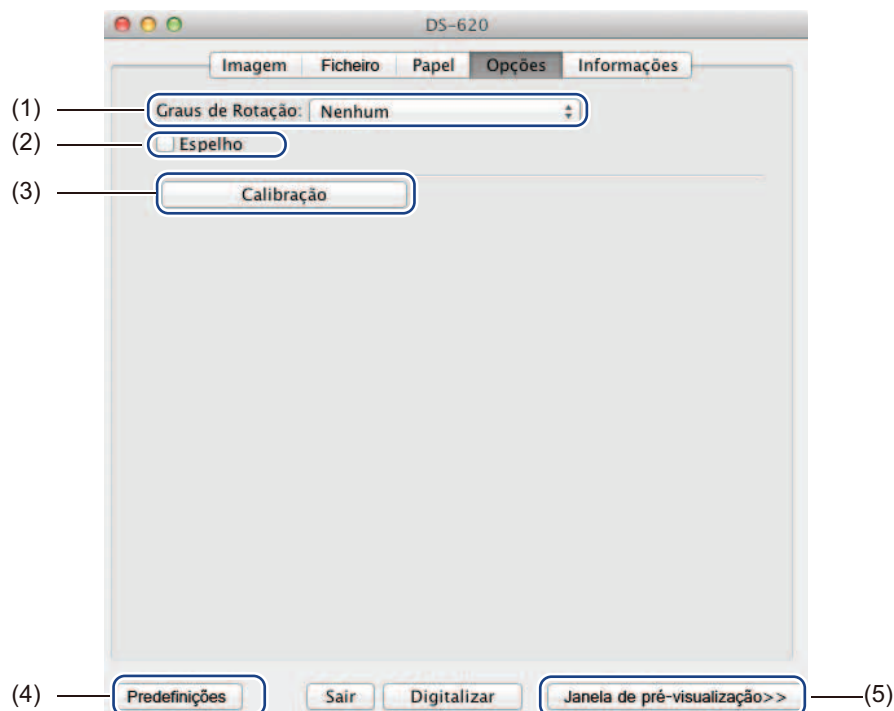 DS-620
Imagem Ficheiro Papel Opções Informações
(1) Graus de Rotação: Nenhum
(2) Espelho
(3) Calibração
(4) Predefinições Sair Digitalizar Janela de pré-visualização>> (5)